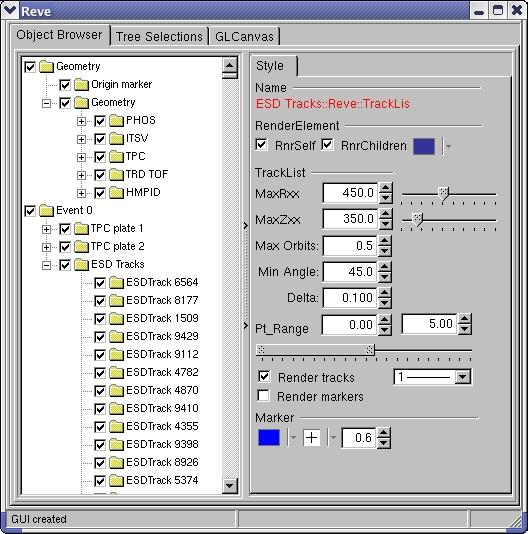 Reve
Object Browser
Tree Selections
GLCanvas
Geometry
Origin marker
Geometry
PHOS
ITSV
TPC
TRD TOF
HMPID
Event 0
TPC plate 1
TPC plate 2
ESD Tracks
ESDTrack 6564
ESDTrack 8177
ESDTrack 1509
ESDTrack 9429
ESDTrack 9112
ESDTrack 4782
ESDTrack 4870
ESDTrack 9410
ESDTrack 4355
ESDTrack 9398
ESDTrack 8926
ESDTrack 5374
Style
Name
ESD Tracks::Reve::TrackLis
RenderElement
RnrSelf RnrChildren
TrackList
MaxRxx 450.0
MaxZxx 350.0
Max Orbits: 0.5
Min Angle: 45.0
Delta: 0.100
Pt_Range 0.00 5.00
Render tracks 1
Render markers
Marker
0.6
GUI created